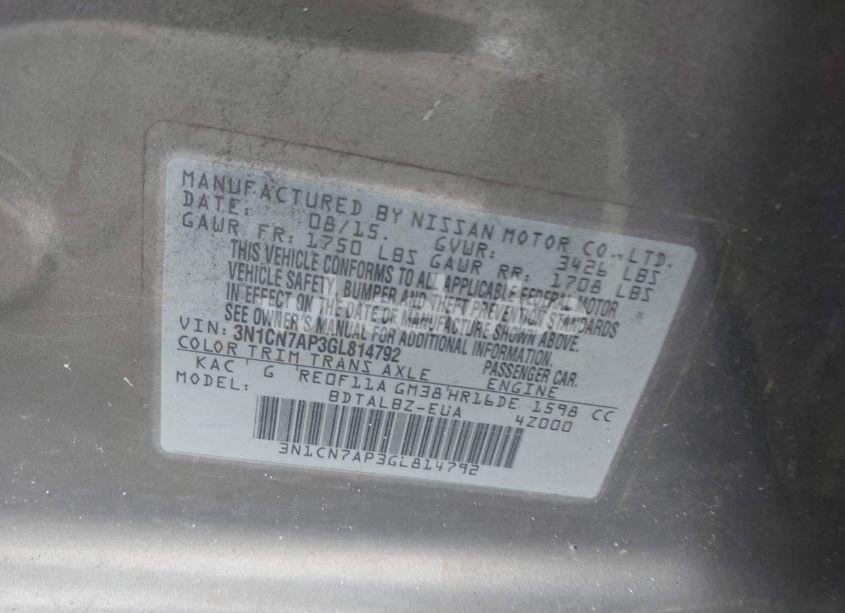 MANUFACTURED BY NISSAN MOTOR CO., LTD.
DATE: 08/15. GVWR: 3426 LBS
GAWR FR: 1750 LBS GAWR RR: 1708 LBS
THIS VEHICLE CONFORMS TO ALL APPLICABLE FEDERAL MOTOR
VEHICLE SAFETY, BUMPER AND THEFT PREVENTION STANDARDS
IN EFFECT ON THE DATE OF MANUFACTURE SHOWN ABOVE.
SEE OWNER'S MANUAL FOR ADDITIONAL INFORMATION.
VIN: 3N1CN7AP3GL814792 PASSENGER CAR.
COLOR TRIM TRANS AXLE ENGINE
KAC G RE0F11A GM38 HR16DE 1598 CC
MODEL: BDTALBZ-EUA 4Z000
3N1CN7AP3GL814792